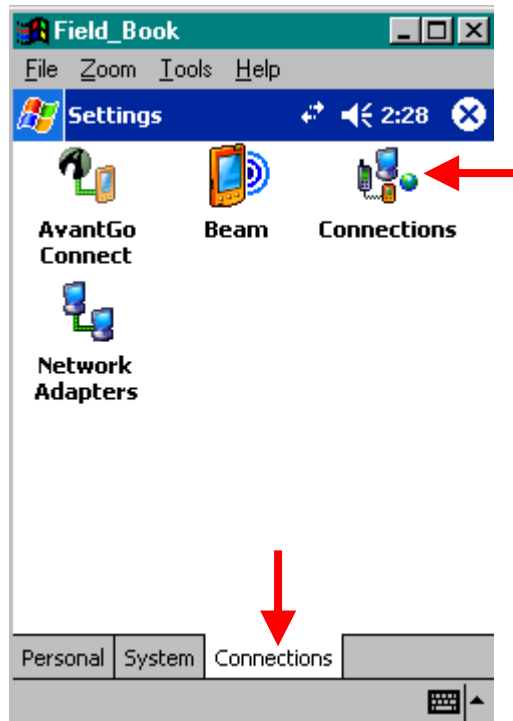 Field_Book
File Zoom Tools Help
Settings 2:28
AvantGo Connect
Beam
Connections
Network Adapters
Personal System Connections